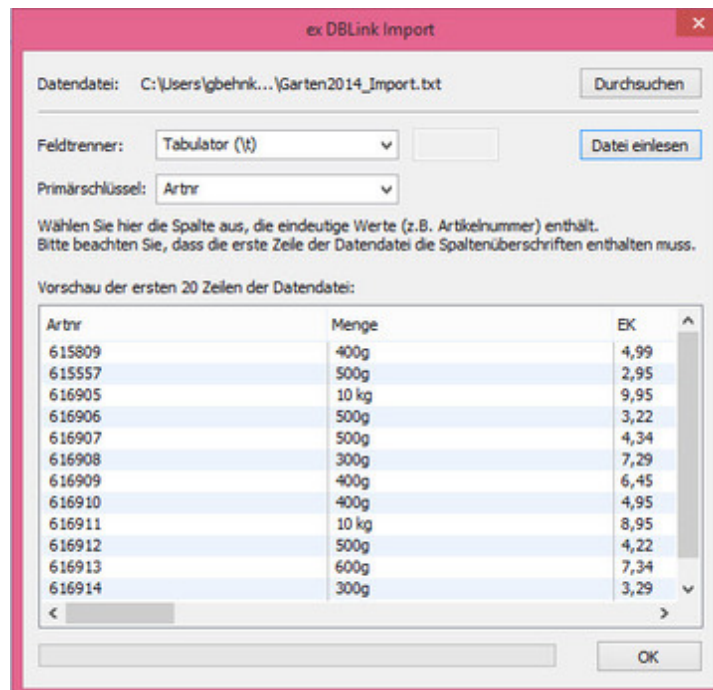 ex DBLink Import
Datendatei: C:\Users\gbehnk...\Garten2014_Import.txt Durchsuchen
Feldtrenner: Tabulator (\t) Datei einlesen
Primärschlüssel: Artnr
Wählen Sie hier die Spalte aus, die eindeutige Werte (z.B. Artikelnummer) enthält.
Bitte beachten Sie, dass die erste Zeile der Datendatei die Spaltenüberschriften enthalten muss.
Vorschau der ersten 20 Zeilen der Datendatei:
Artnr Menge EK
615809 400g 4,99
615557 500g 2,95
616905 10 kg 9,95
616906 500g 3,22
616907 500g 4,34
616908 300g 7,29
616909 400g 6,45
616910 400g 4,95
616911 10 kg 8,95
616912 500g 4,22
616913 600g 7,34
616914 300g 3,29
OK